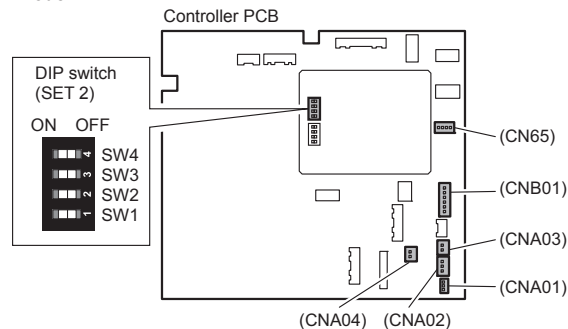 Controller PCB
DIP switch
(SET 2)
ON OFF
4 SW4
3 SW3
2 SW2
1 SW1
(CN65)
(CNB01)
(CNA03)
(CNA01)
(CNA04) (CNA02)